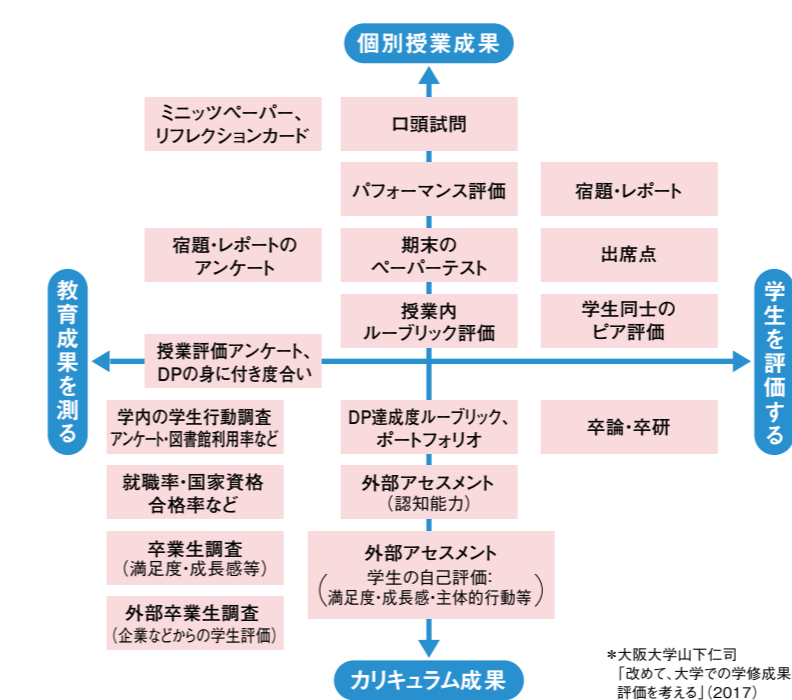 個別授業成果
ミニッツペーパー、
リフレクションカード
口頭試問
パフォーマンス評価
宿題・レポート
宿題・レポートの
アンケート
期末の
ペーパーテスト
出席点
授業内
ルーブリック評価
学生同士の
ピア評価
教育成果を測る
学生を評価する
授業評価アンケート、
DPの身に付き度合い
学内の学生行動調査
アンケート・図書館利用率など
DP達成度ルーブリック、
ポートフォリオ
卒論・卒研
就職率・国家資格
合格率など
外部アセスメント
(認知能力)
卒業生調査
(満足度・成長感等)
外部アセスメント
(学生の自己評価:
満足度・成長感・主体的行動等)
外部卒業生調査
(企業などからの学生評価)
カリキュラム成果
*大阪大学山下仁司
「改めて、大学での学修成果
評価を考える」(2017)